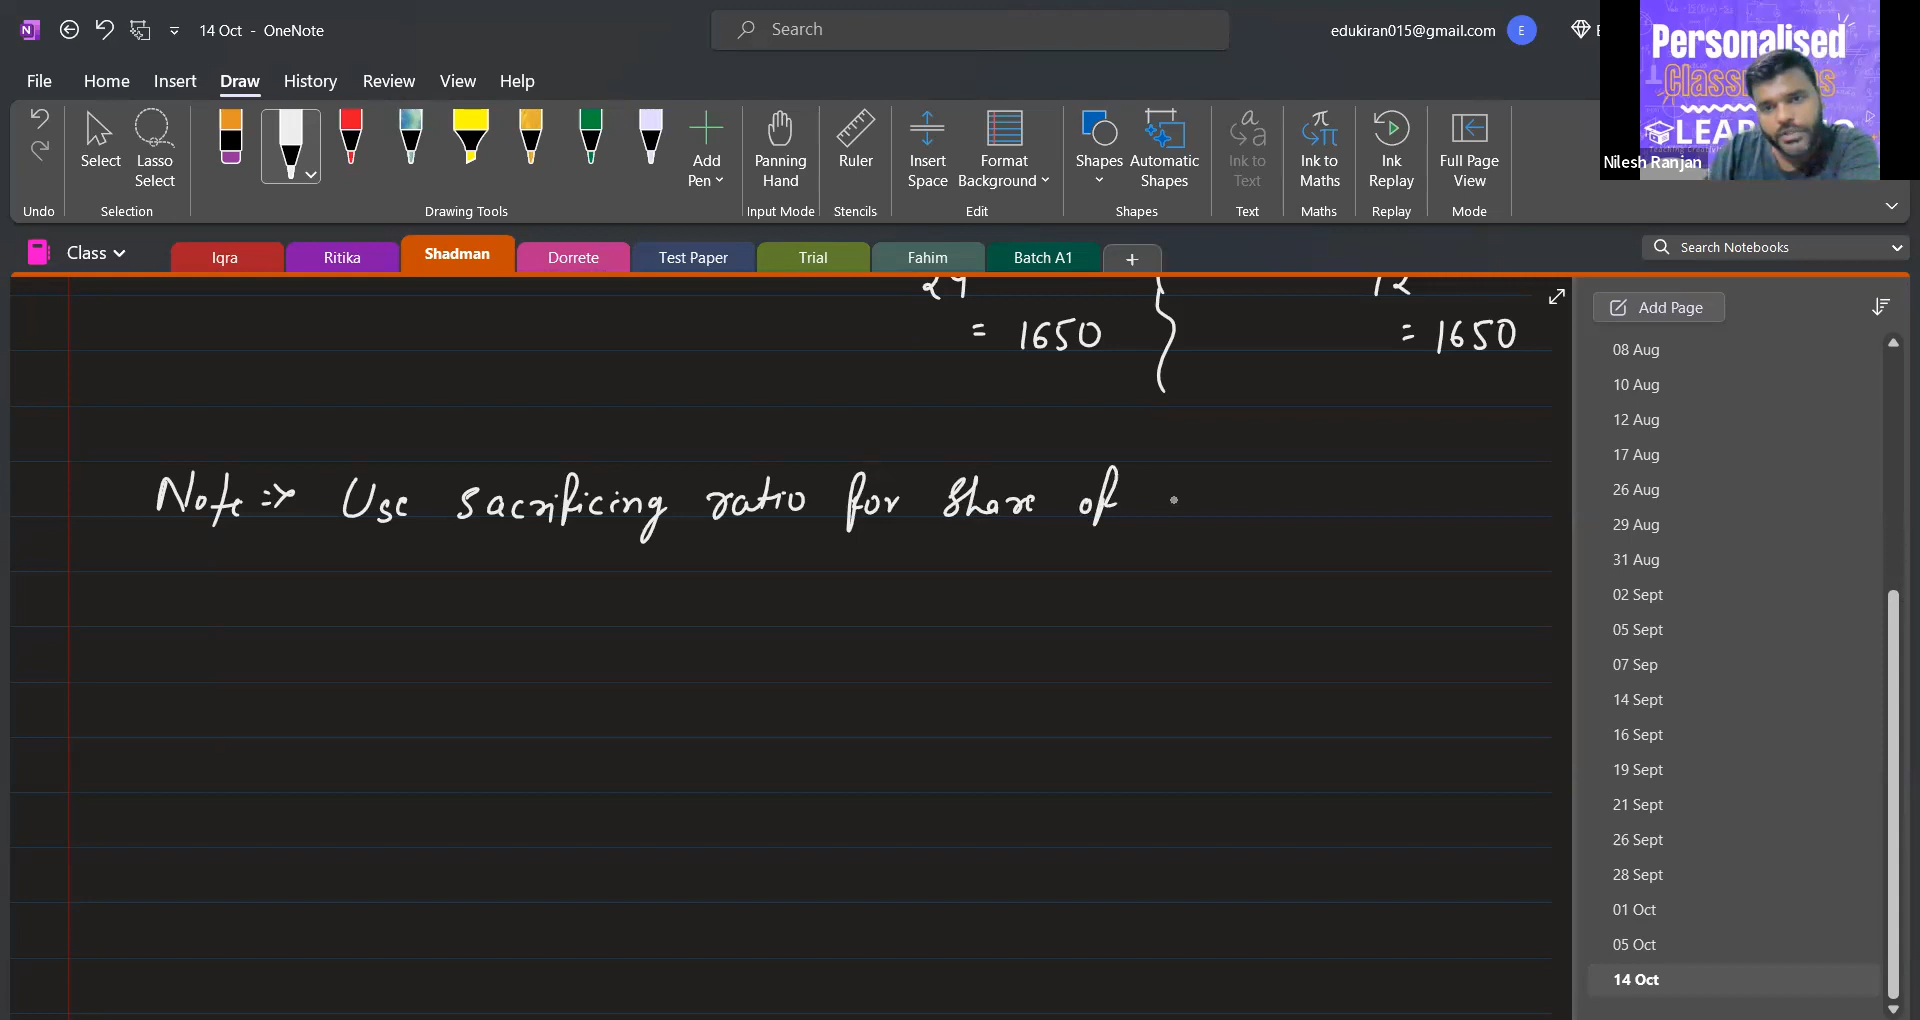 14 Oct - OneNote
Search
edukiran015@gmail.com
E
Personalised
Classes
LEAR
Nilesh Ranjan
File Home Insert Draw History Review View Help
Select
Lasso Select
Add Pen
Panning Hand
Ruler
Insert Space
Format Background
Shapes
Automatic Shapes
Ink to Text
Ink to Maths
Ink Replay
Full Page View
Undo Selection Drawing Tools Input Mode Stencils Edit Shapes Text Maths Replay Mode
Class
Iqra Ritika Shadman Dorrete Test Paper Trial Fahim Batch A1 +
Search Notebooks
24
12
= 1650
= 1650
Note => Use sacrificing ratio for share of
Add Page
08 Aug
10 Aug
12 Aug
17 Aug
26 Aug
29 Aug
31 Aug
02 Sept
05 Sept
07 Sep
14 Sept
16 Sept
19 Sept
21 Sept
26 Sept
28 Sept
01 Oct
05 Oct
14 Oct